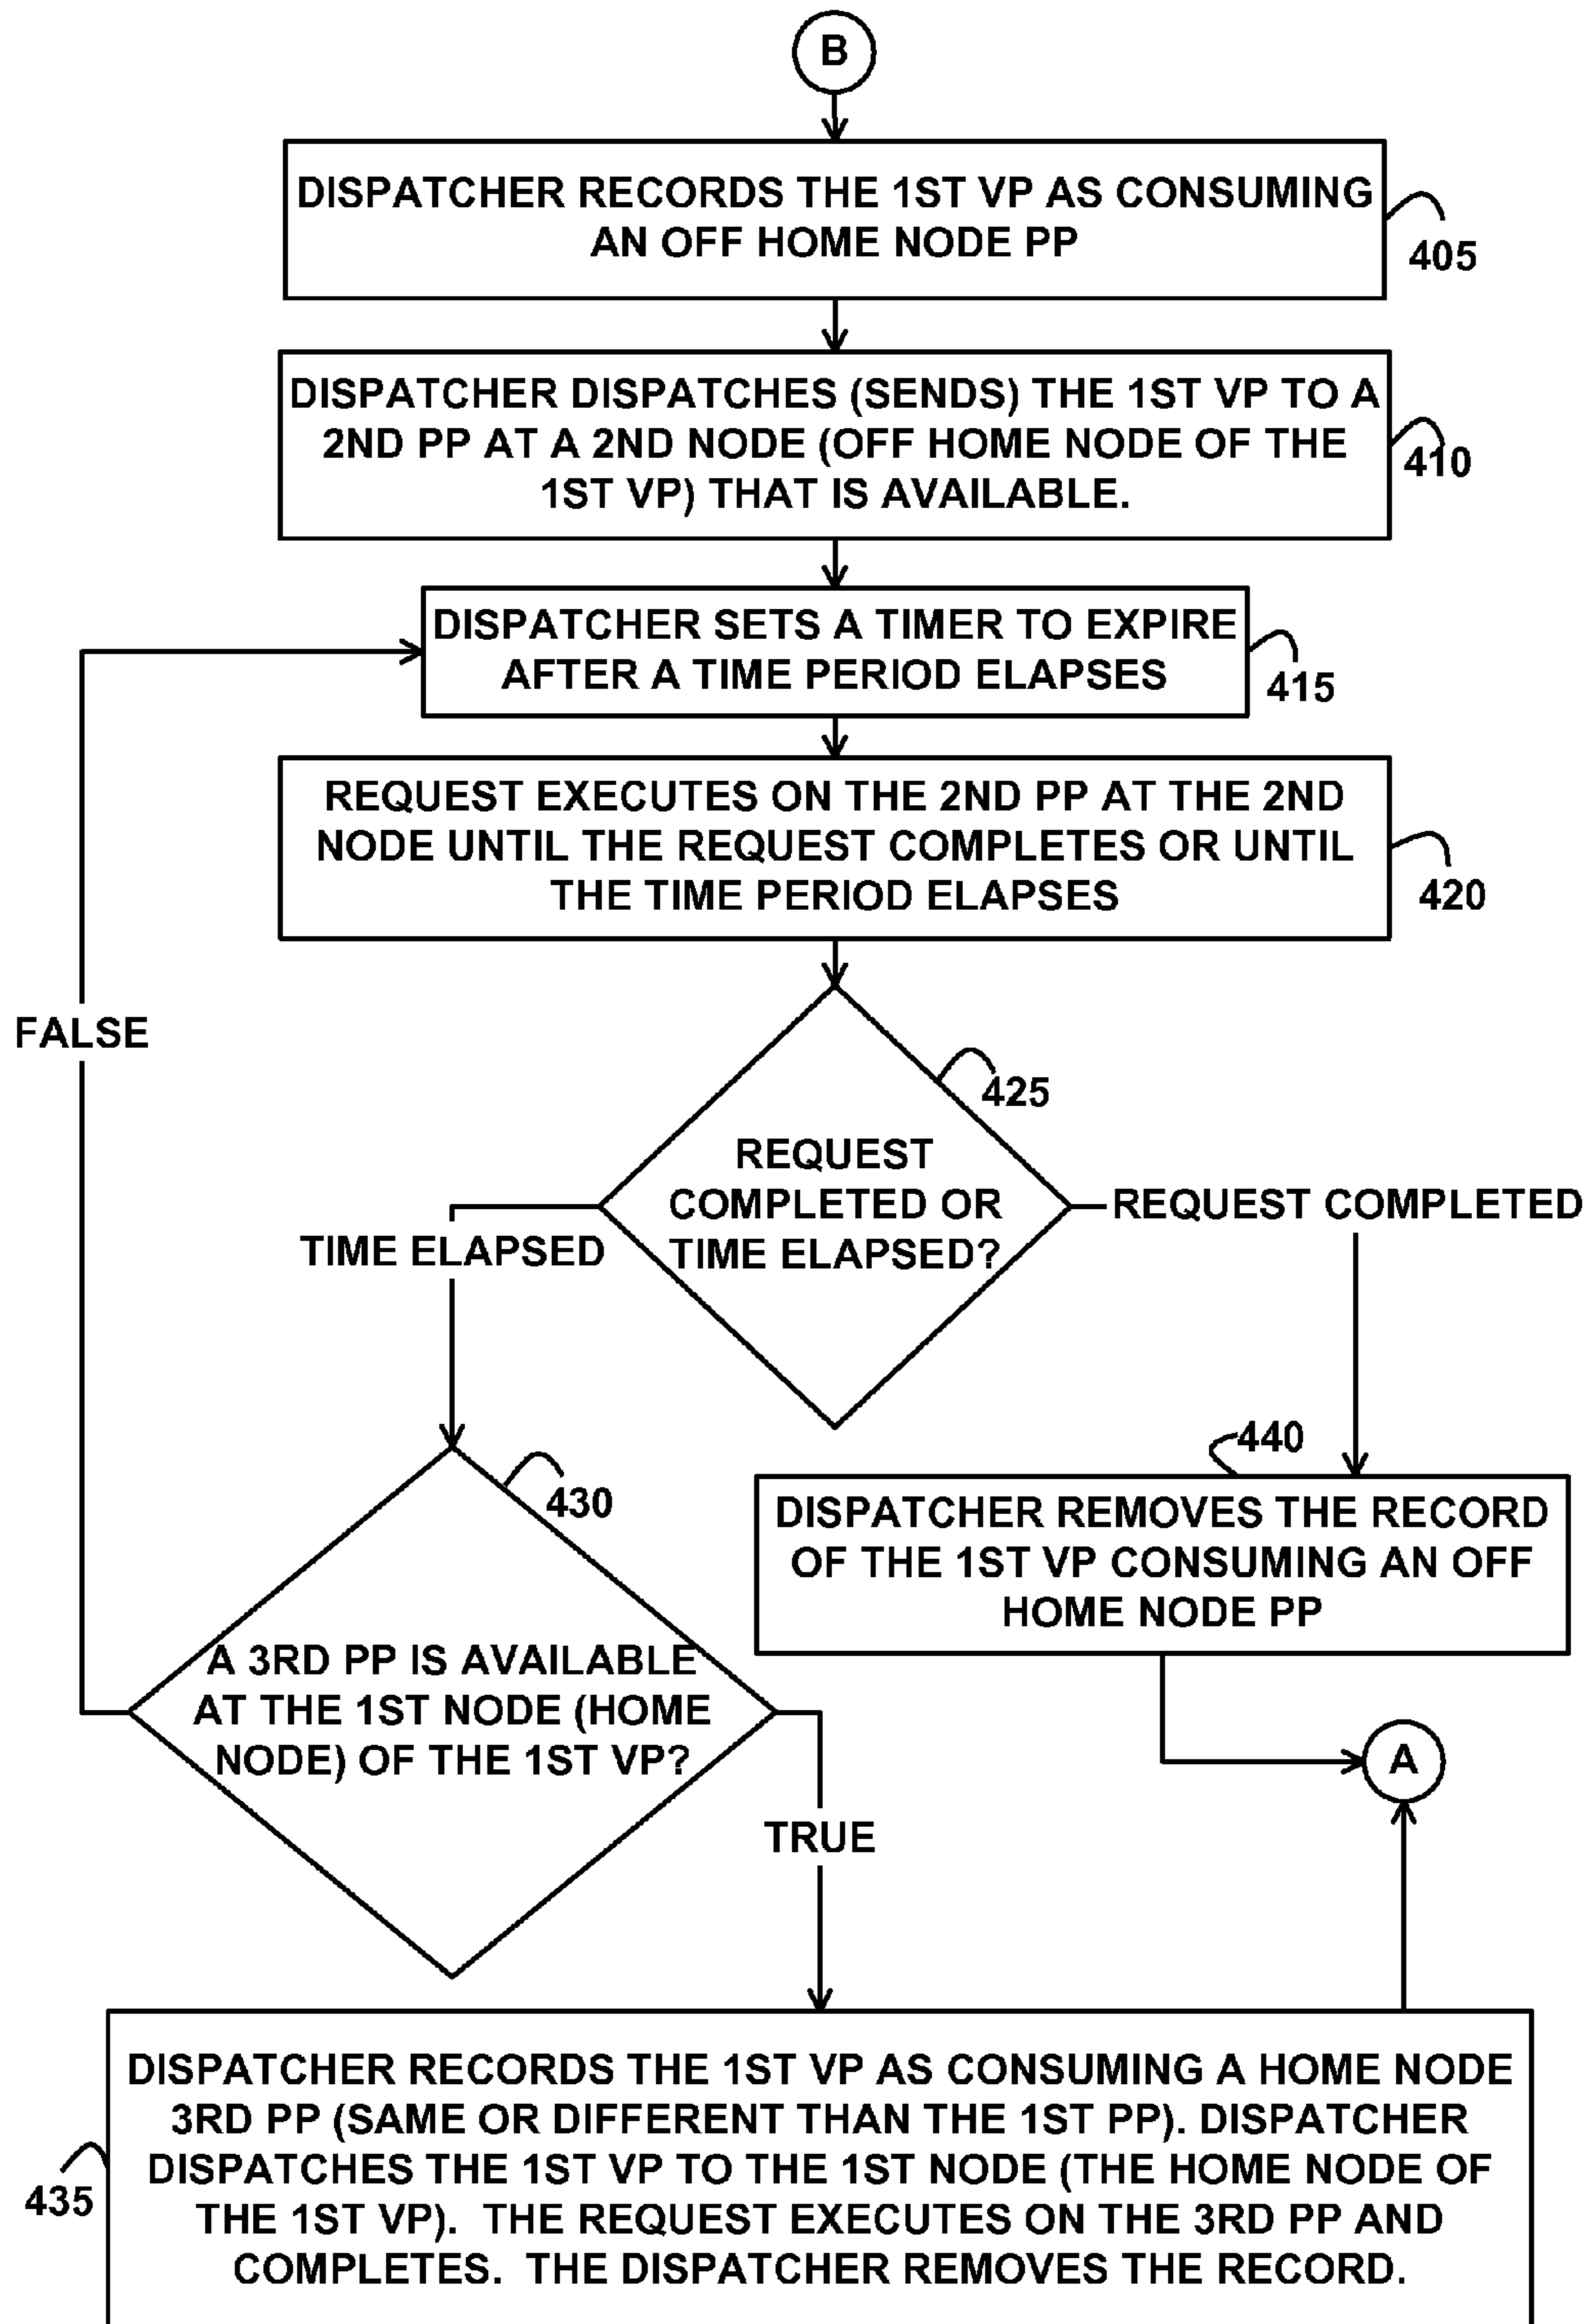 B
DISPATCHER RECORDS THE 1ST VP AS CONSUMING
AN OFF HOME NODE PP
405
DISPATCHER DISPATCHES (SENDS) THE 1ST VP TO A
2ND PP AT A 2ND NODE (OFF HOME NODE OF THE
1ST VP) THAT IS AVAILABLE.
410
DISPATCHER SETS A TIMER TO EXPIRE
AFTER A TIME PERIOD ELAPSES
415
REQUEST EXECUTES ON THE 2ND PP AT THE 2ND
NODE UNTIL THE REQUEST COMPLETES OR UNTIL
THE TIME PERIOD ELAPSES
420
FALSE
425
REQUEST
COMPLETED OR
TIME ELAPSED?
REQUEST COMPLETED
TIME ELAPSED
440
DISPATCHER REMOVES THE RECORD
OF THE 1ST VP CONSUMING AN OFF
HOME NODE PP
430
A 3RD PP IS AVAILABLE
AT THE 1ST NODE (HOME
NODE) OF THE 1ST VP?
A
TRUE
DISPATCHER RECORDS THE 1ST VP AS CONSUMING A HOME NODE
3RD PP (SAME OR DIFFERENT THAN THE 1ST PP). DISPATCHER
DISPATCHES THE 1ST VP TO THE 1ST NODE (THE HOME NODE OF
THE 1ST VP). THE REQUEST EXECUTES ON THE 3RD PP AND
COMPLETES. THE DISPATCHER REMOVES THE RECORD.
435